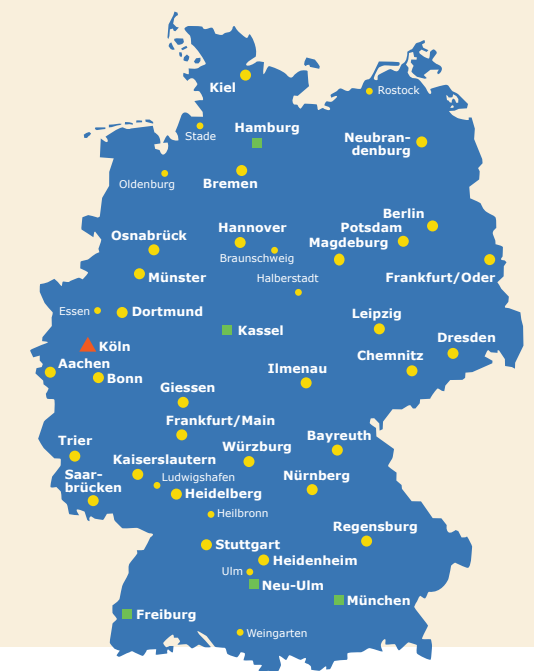 Kiel
Rostock
Stade
Hamburg
Neubran-
denburg
Oldenburg
Bremen
Berlin
Osnabrück
Hannover
Potsdam
Braunschweig
Magdeburg
Münster
Halberstadt
Frankfurt/Oder
Essen
Dortmund
Leipzig
Kassel
Dresden
Köln
Chemnitz
Aachen
Ilmenau
Bonn
Giessen
Frankfurt/Main
Trier
Bayreuth
Würzburg
Kaiserslautern
Saar-
brücken
Ludwigshafen
Nürnberg
Heidelberg
Heilbronn
Regensburg
Stuttgart
Heidenheim
Ulm
Neu-Ulm
München
Freiburg
Weingarten